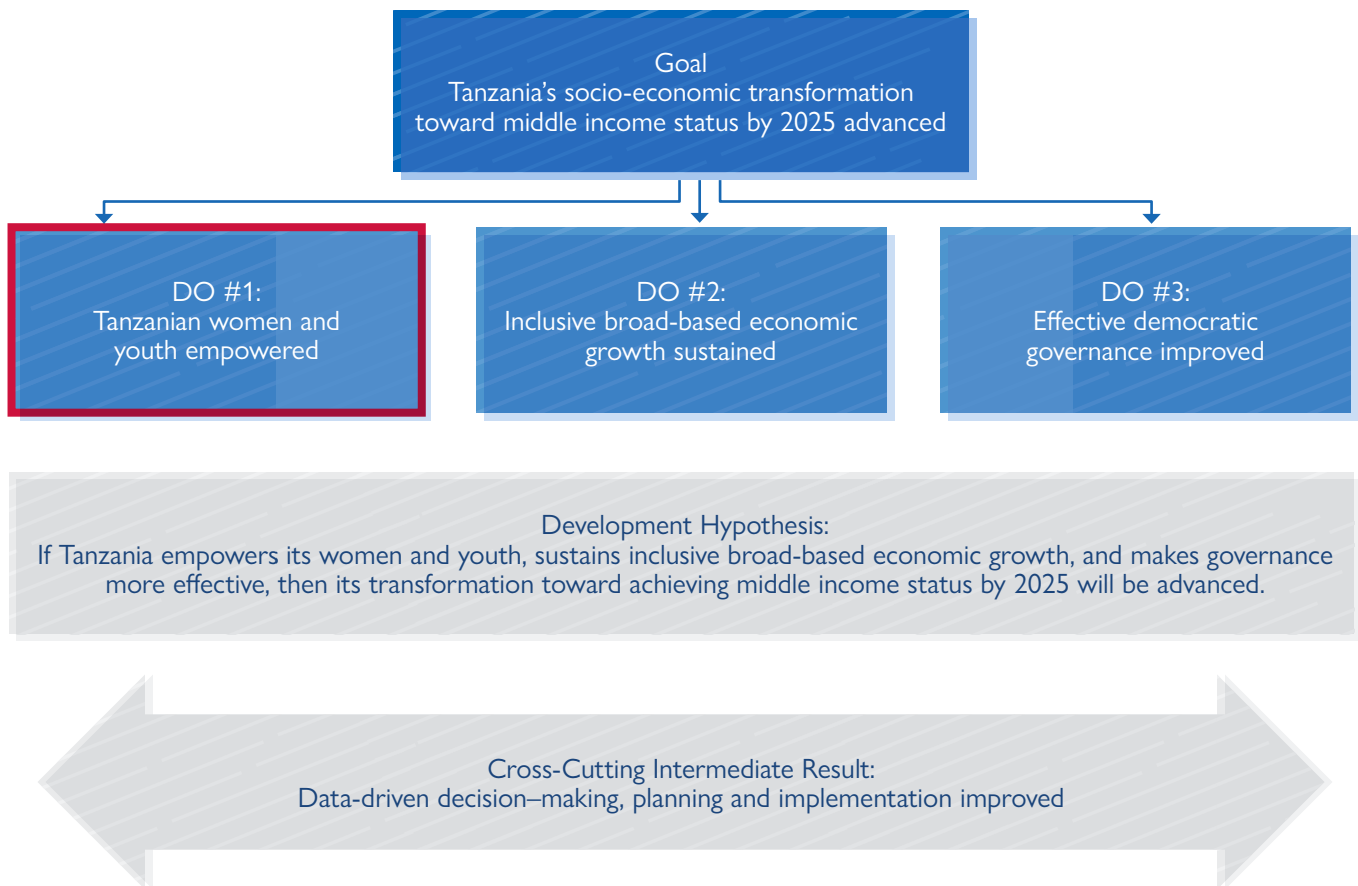 Goal
Tanzania’s socio-economic transformation
toward middle income status by 2025 advanced
DO #1:
Tanzanian women and
youth empowered
DO #2:
Inclusive broad-based economic
growth sustained
DO #3:
Effective democratic
governance improved
Development Hypothesis:
If Tanzania empowers its women and youth, sustains inclusive broad-based economic growth, and makes governance
more effective, then its transformation toward achieving middle income status by 2025 will be advanced.
Cross-Cutting Intermediate Result:
Data-driven decision–making, planning and implementation improved